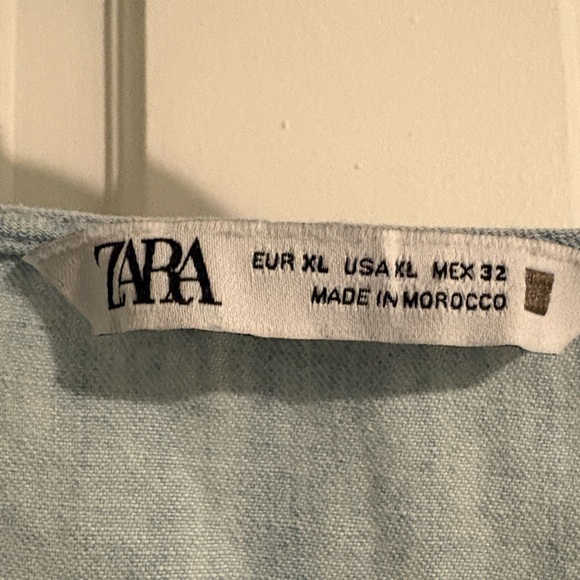 ZARA
EUR XL USA XL MEX 32
MADE IN MOROCCO